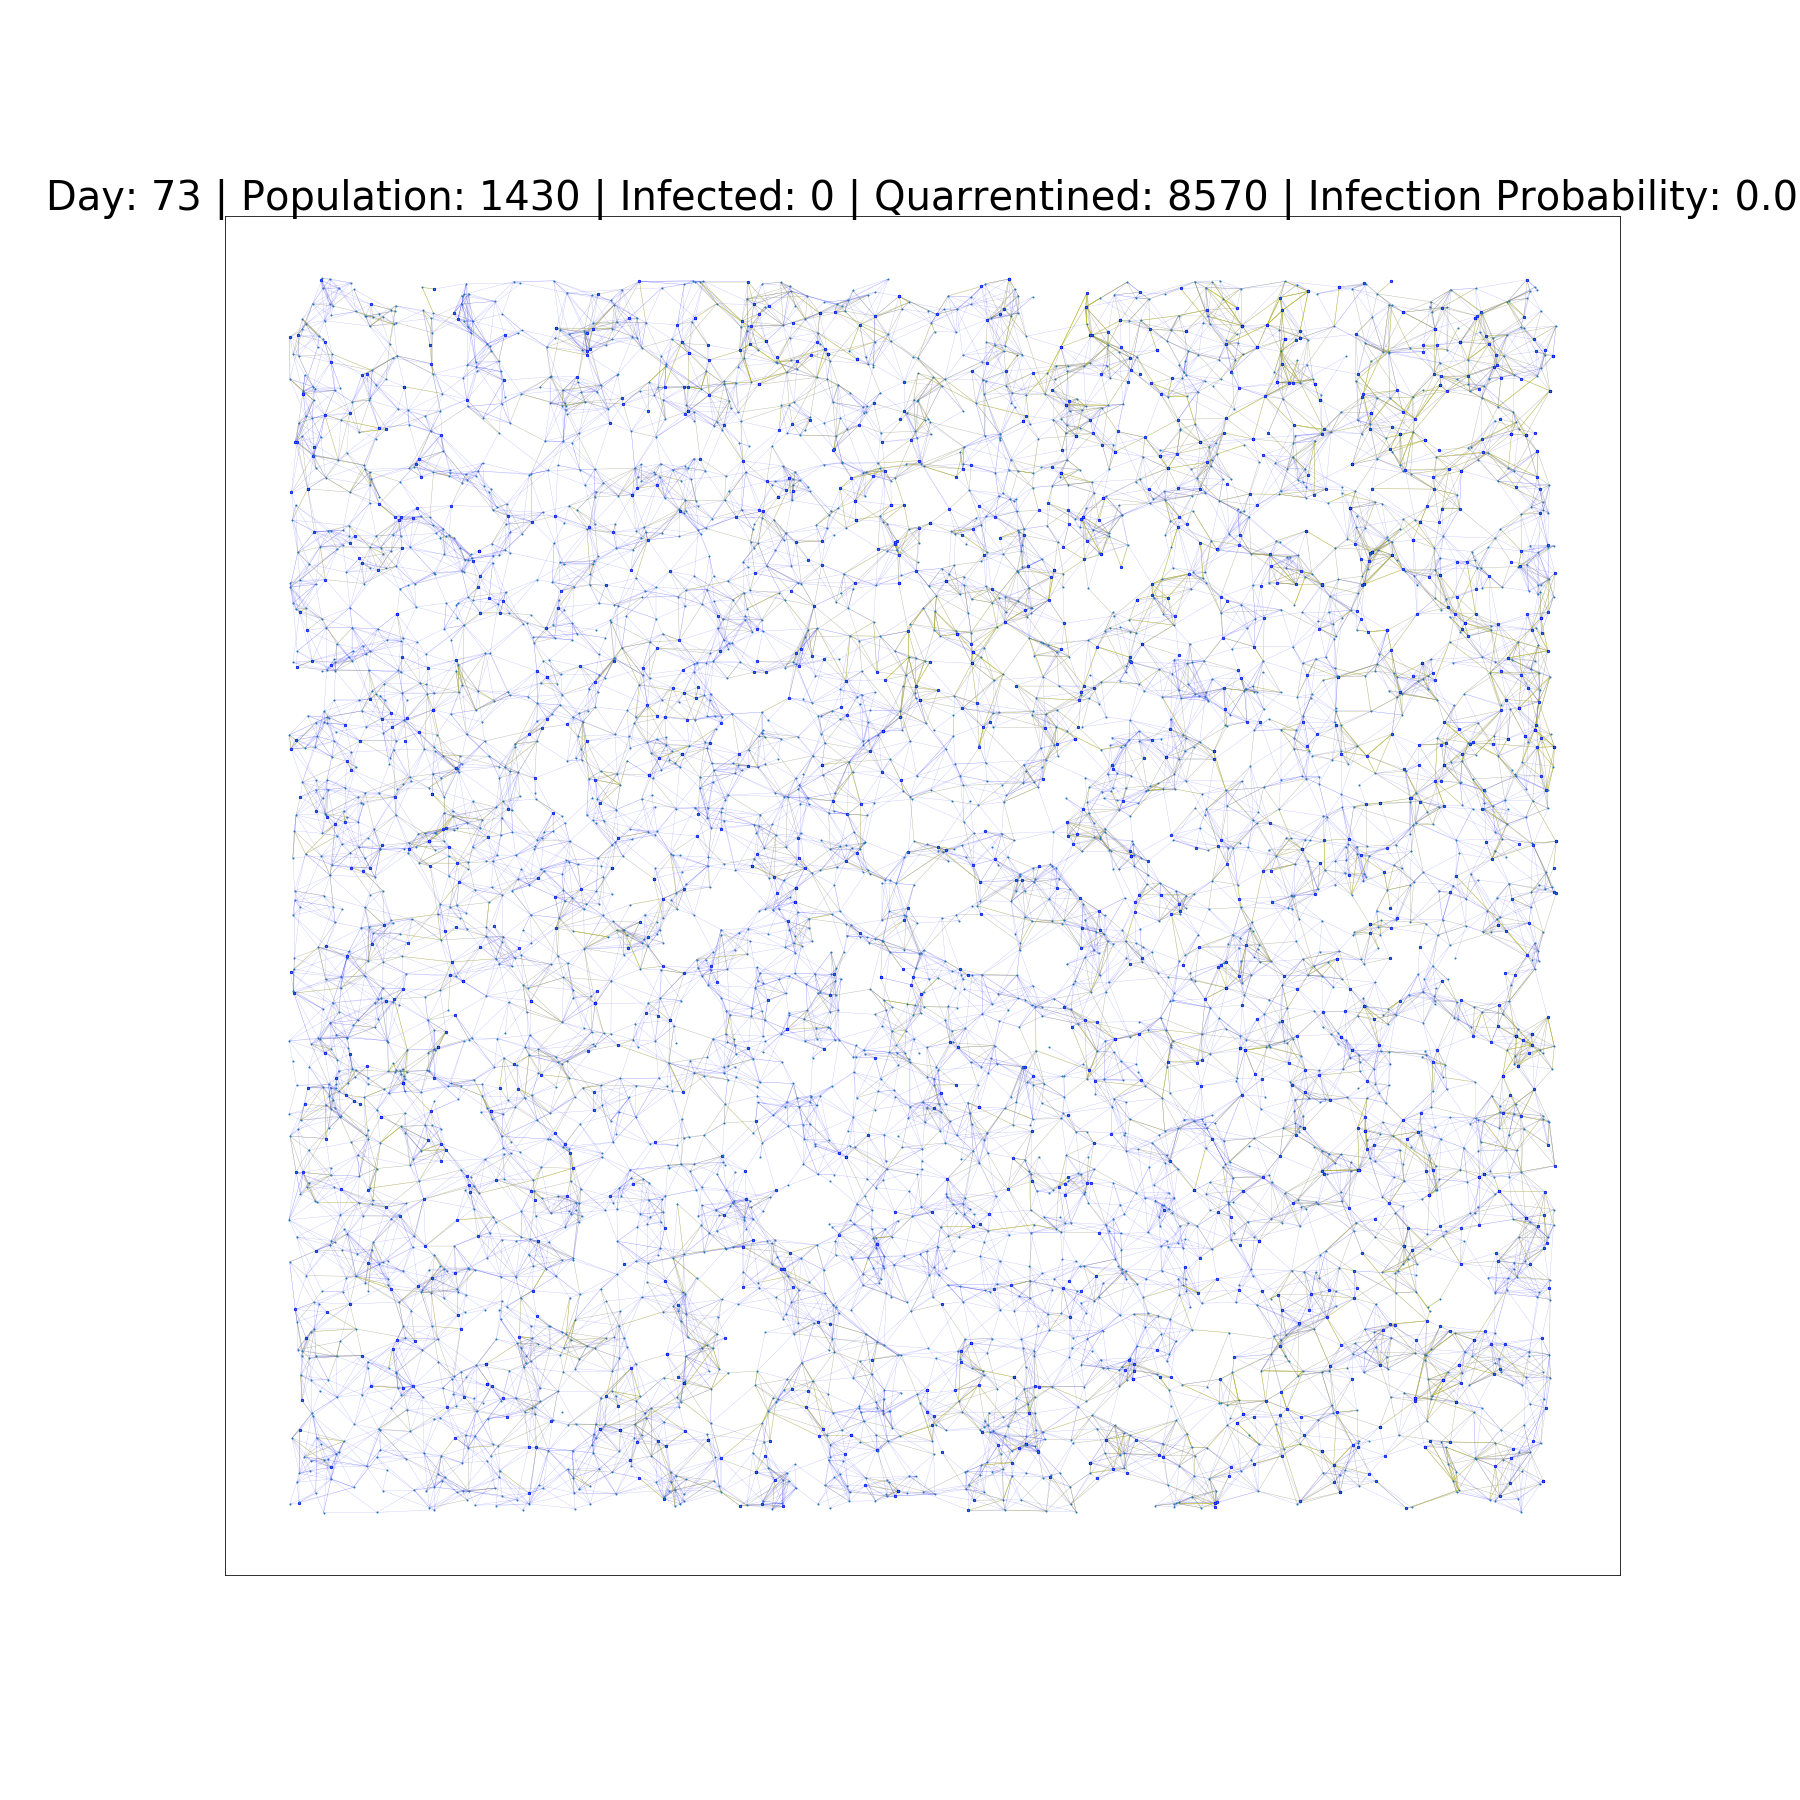 Day: 73 | Population: 1430 | Infected: 0 | Quarrentined: 8570 | Infection Probability: 0.0